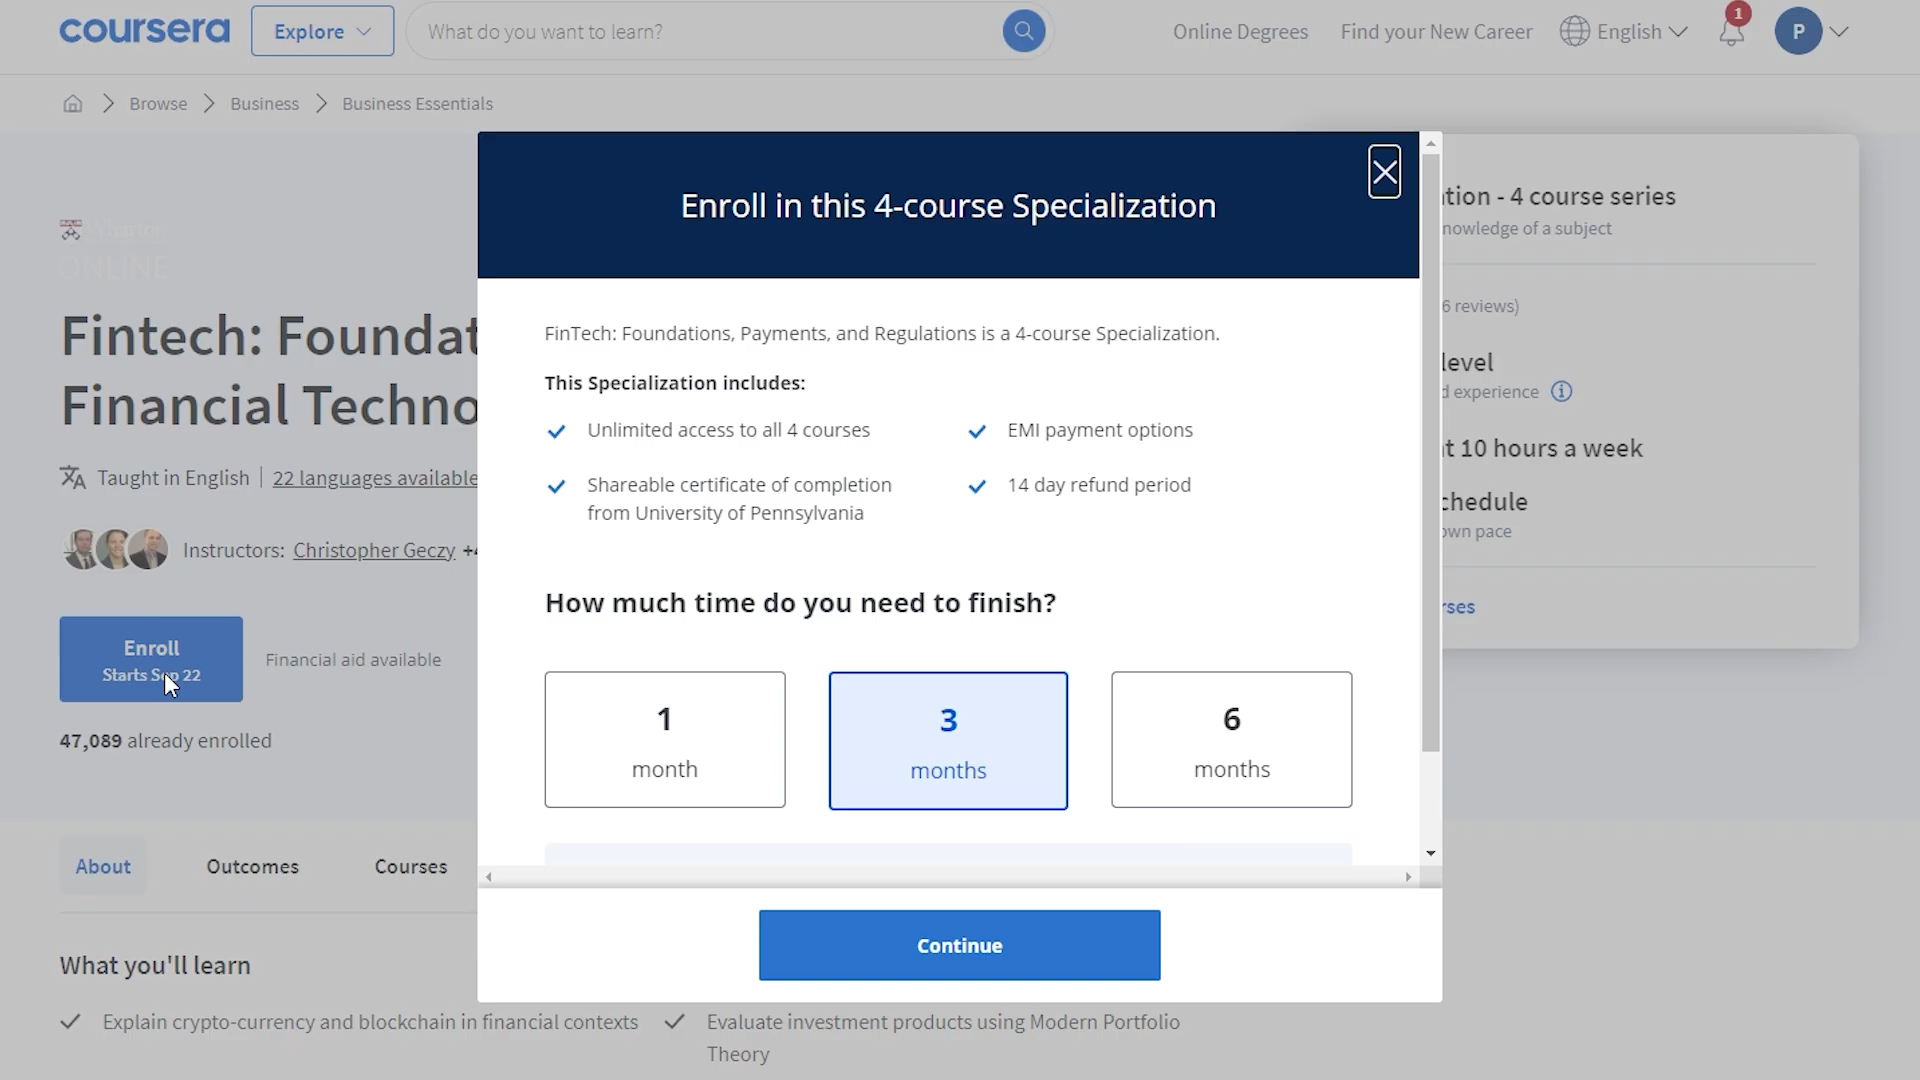 coursera
Explore
What do you want to learn?
Online Degrees
Find your New Career
English
1
P
Browse
Business
Business Essentials
Enroll in this 4-course Specialization
ONLINE
Fintech: Foundat
Financial Techno
Taught in English
22 languages available
Instructors: Christopher Geczy
Enroll
Starts Sep 22
Financial aid available
47,089 already enrolled
About
Outcomes
Courses
What you'll learn
Explain crypto-currency and blockchain in financial contexts
Evaluate investment products using Modern Portfolio
Theory
FinTech: Foundations, Payments, and Regulations is a 4-course Specialization.
This Specialization includes:
Unlimited access to all 4 courses
EMI payment options
Shareable certificate of completion
from University of Pennsylvania
14 day refund period
How much time do you need to finish?
1
month
3
months
6
months
Continue
tion - 4 course series
nowledge of a subject
6 reviews)
level
d experience
t 10 hours a week
chedule
own pace
rses